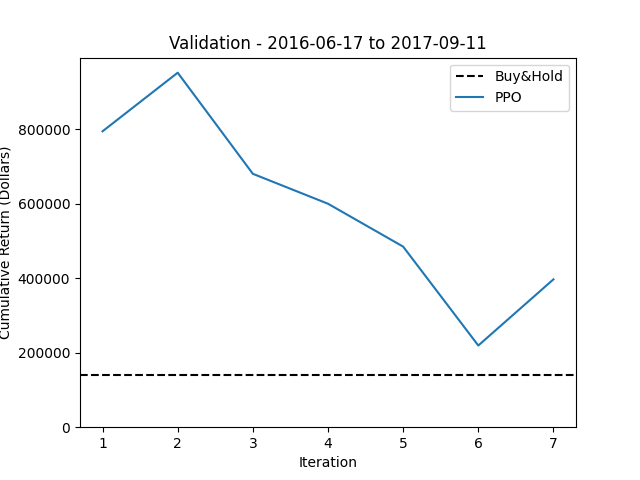 Validation - 2016-06-17 to 2017-09-11
Buy&Hold
PPO
Cumulative Return (Dollars)
800000
600000
400000
200000
0
1 2 3 4 5 6 7
Iteration